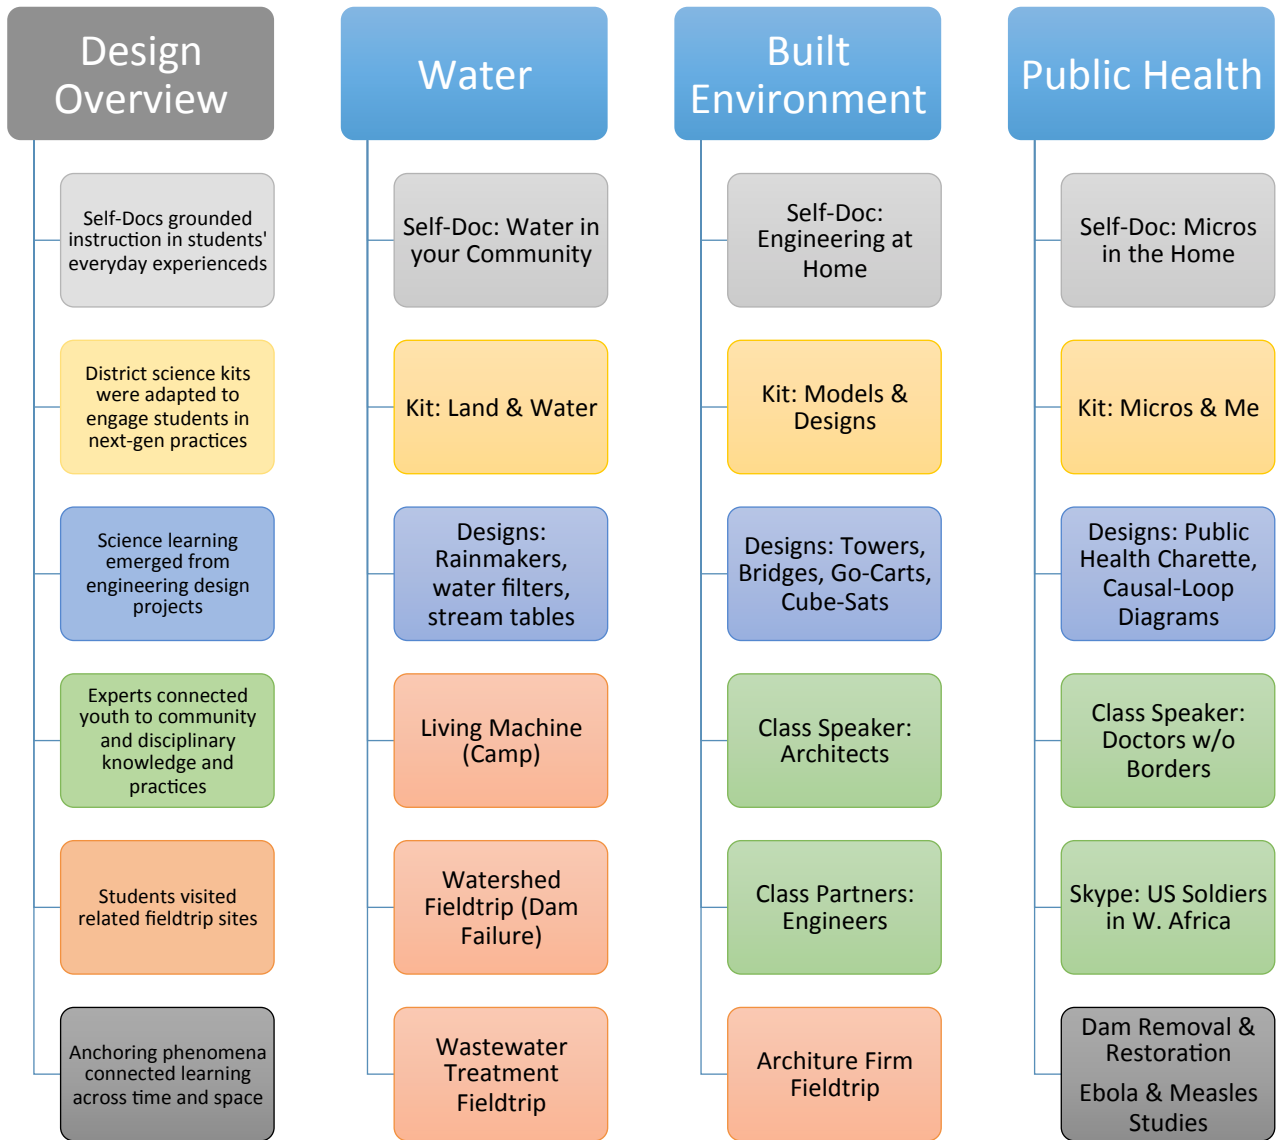 Design
Overview
Self-Docs grounded
instruction in students'
everyday experienceds
District science kits
were adapted to
engage students in
next-gen practices
Science learning
emerged from
engineering design
projects
Experts connected
youth to community
and disciplinary
knowledge and
practices
Students visited
related fieldtrip sites
Anchoring phenomena
connected learning
across time and space
Water
Self-Doc: Water in
your Community
Kit: Land & Water
Designs:
Rainmakers,
water filters,
stream tables
Living Machine
(Camp)
Watershed
Fieldtrip (Dam
Failure)
Wastewater
Treatment
Fieldtrip
Built
Environment
Self-Doc:
Engineering at
Home
Kit: Models &
Designs
Designs: Towers,
Bridges, Go-Carts,
Cube-Sats
Class Speaker:
Architects
Class Partners:
Engineers
Architure Firm
Fieldtrip
Public Health
Self-Doc: Micros
in the Home
Kit: Micros & Me
Designs: Public
Health Charette,
Causal-Loop
Diagrams
Class Speaker:
Doctors w/o
Borders
Skype: US Soldiers
in W. Africa
Dam Removal &
Restoration
Ebola & Measles
Studies